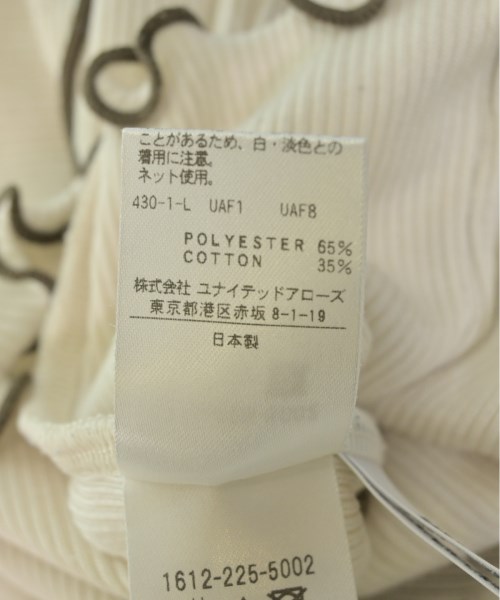 ことがあるため、白・淡色との
着用に注意。
ネット使用。
430-1-L UAF1 UAF8
POLYESTER 65%
COTTON 35%
株式会社 ユナイテッドアローズ
東京都港区赤坂 8-1-19
日本製
1612-225-5002